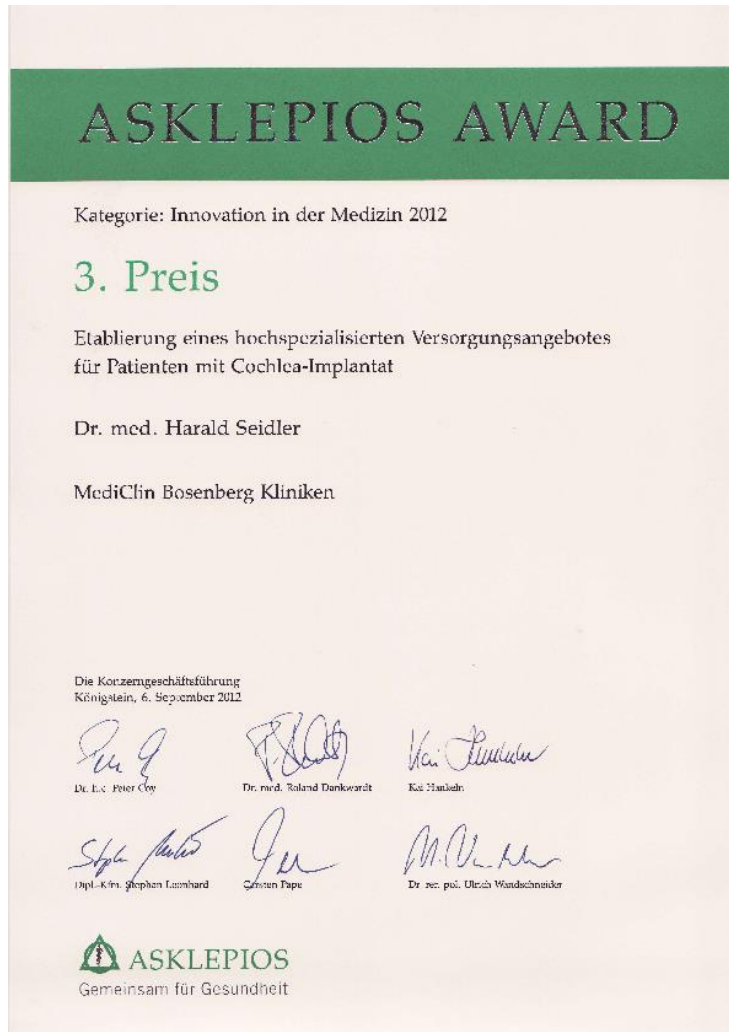 ASKLEPIOS AWARD
Kategorie: Innovation in der Medizin 2012
3. Preis
Etablierung eines hochspezialisierten Versorgungsangebotes
für Patienten mit Cochlea-Implantat
Dr. med. Harald Seidler
MediClin Bosenberg Kliniken
Die Konzerngeschäftsführung
Königstein, 6. September 2012
Dr. h.c. Peter Coy Dr. med. Roland Dankwardt Kai Hankeln
Dipl.-Kfm. Stephan Leonhard Carsten Pape Dr. rer. pol. Ulrich Wandschneider
ASKLEPIOS
Gemeinsam für Gesundheit